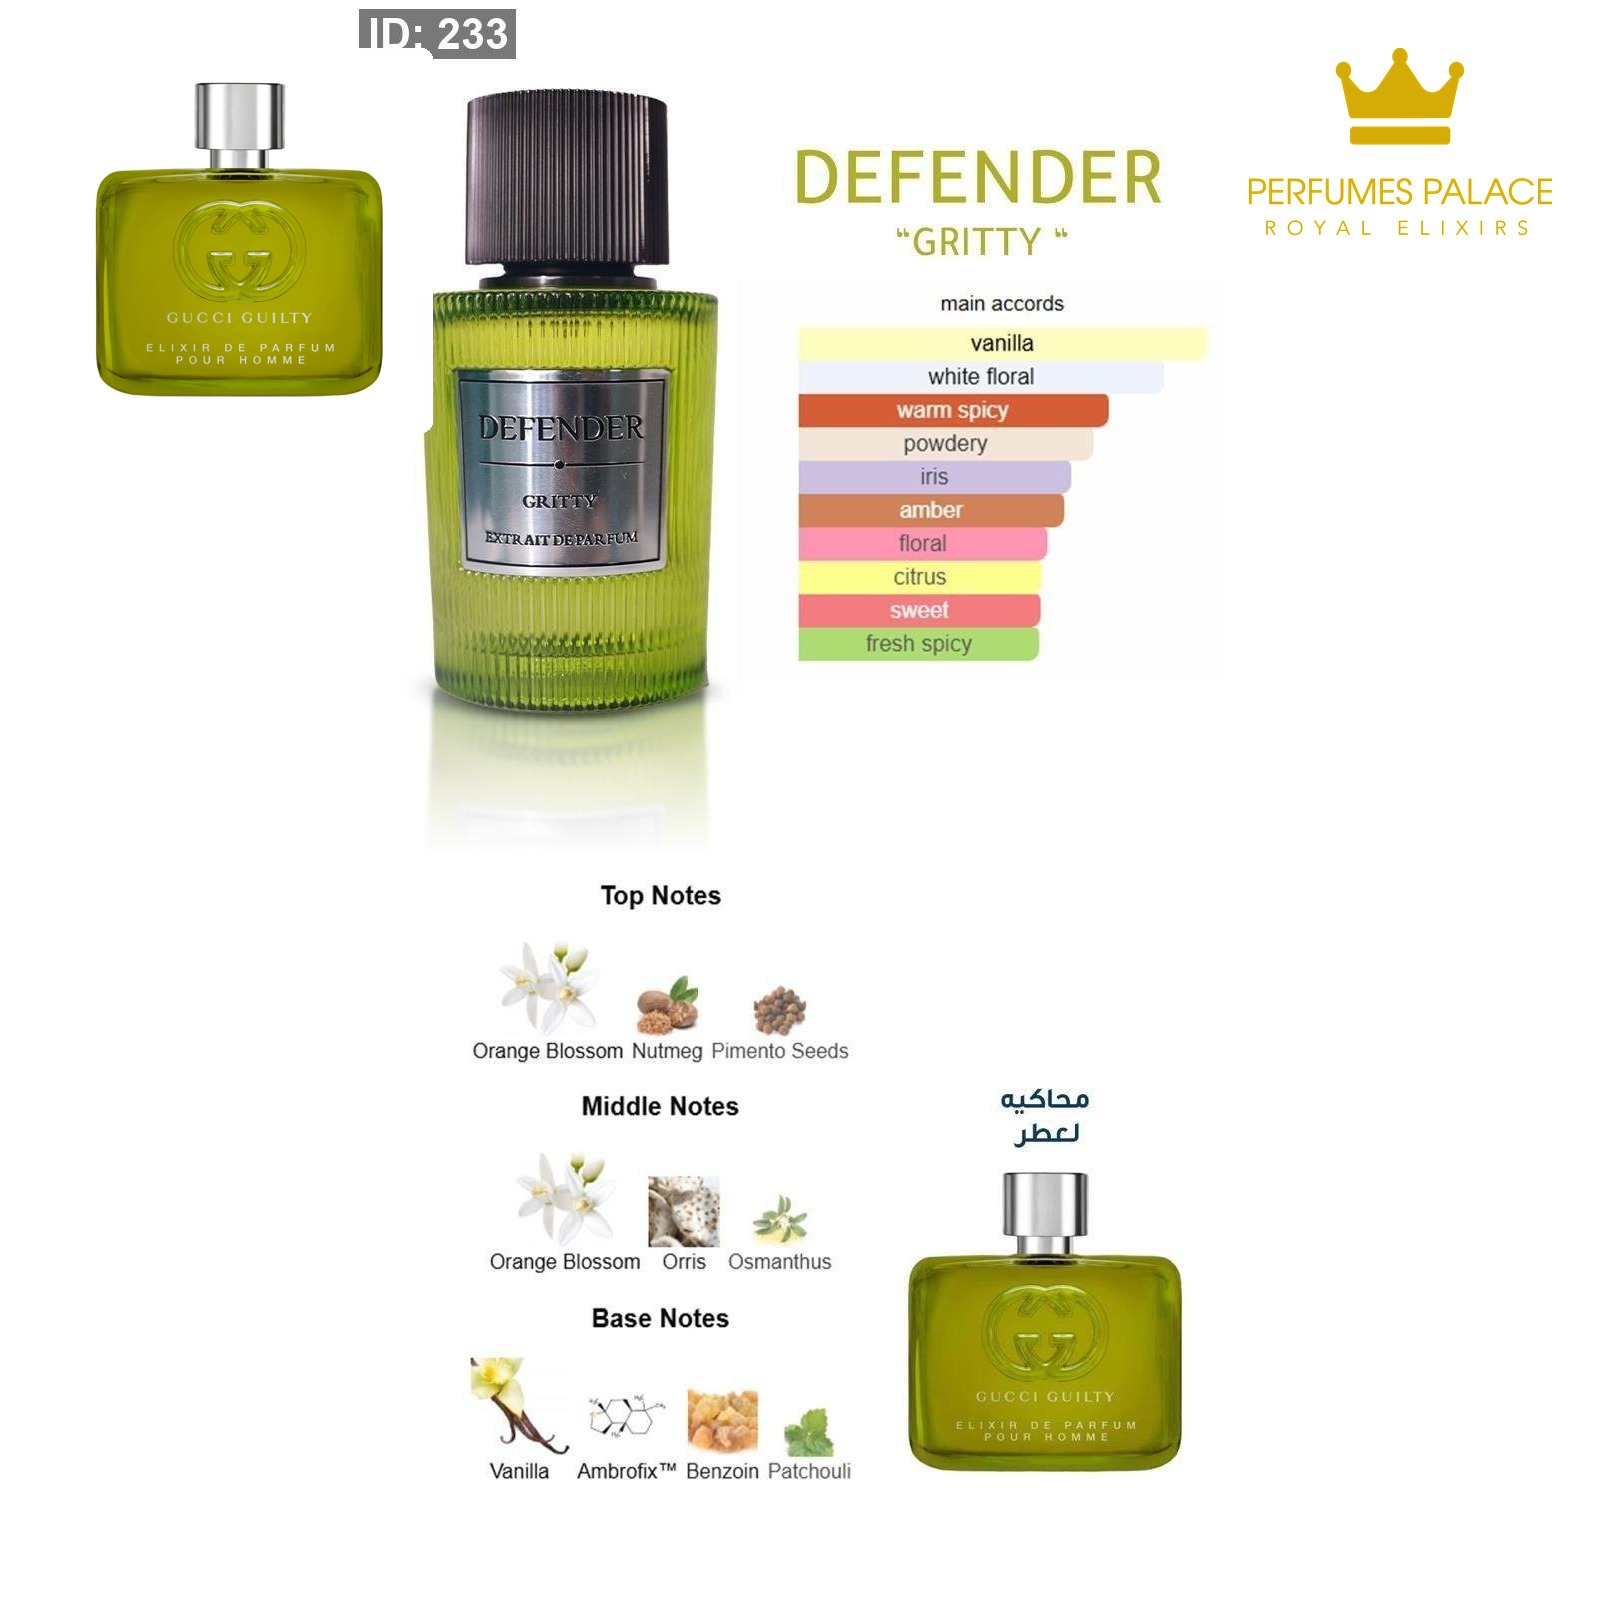 ID: 233
GUCCI GUILTY
ELIXIR DE PARFUM
POUR HOMME
DEFENDER
GRITTY
EXTRAIT DE PARFUM
DEFENDER
“GRITTY “
PERFUMES PALACE
ROYAL ELIXIRS
main accords
vanilla
white floral
warm spicy
powdery
iris
amber
floral
citrus
sweet
fresh spicy
Top Notes
Orange Blossom Nutmeg Pimento Seeds
Middle Notes
Orange Blossom Orris Osmanthus
Base Notes
Vanilla Ambrofix™ Benzoin Patchouli
محاكيه
لعطر
GUCCI GUILTY
ELIXIR DE PARFUM
POUR HOMME